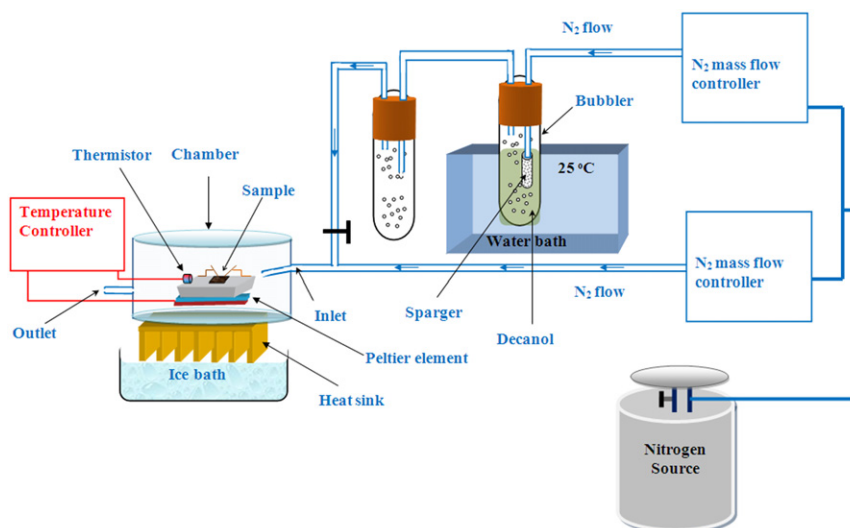 N₂ flow
N₂ mass flow
controller
Bubbler
Thermistor
Chamber
Sample
25 ºC
Temperature
Controller
Water bath
N₂ mass flow
controller
N₂ flow
Inlet
Sparger
Outlet
Decanol
Peltier element
Ice bath
Heat sink
Nitrogen
Source